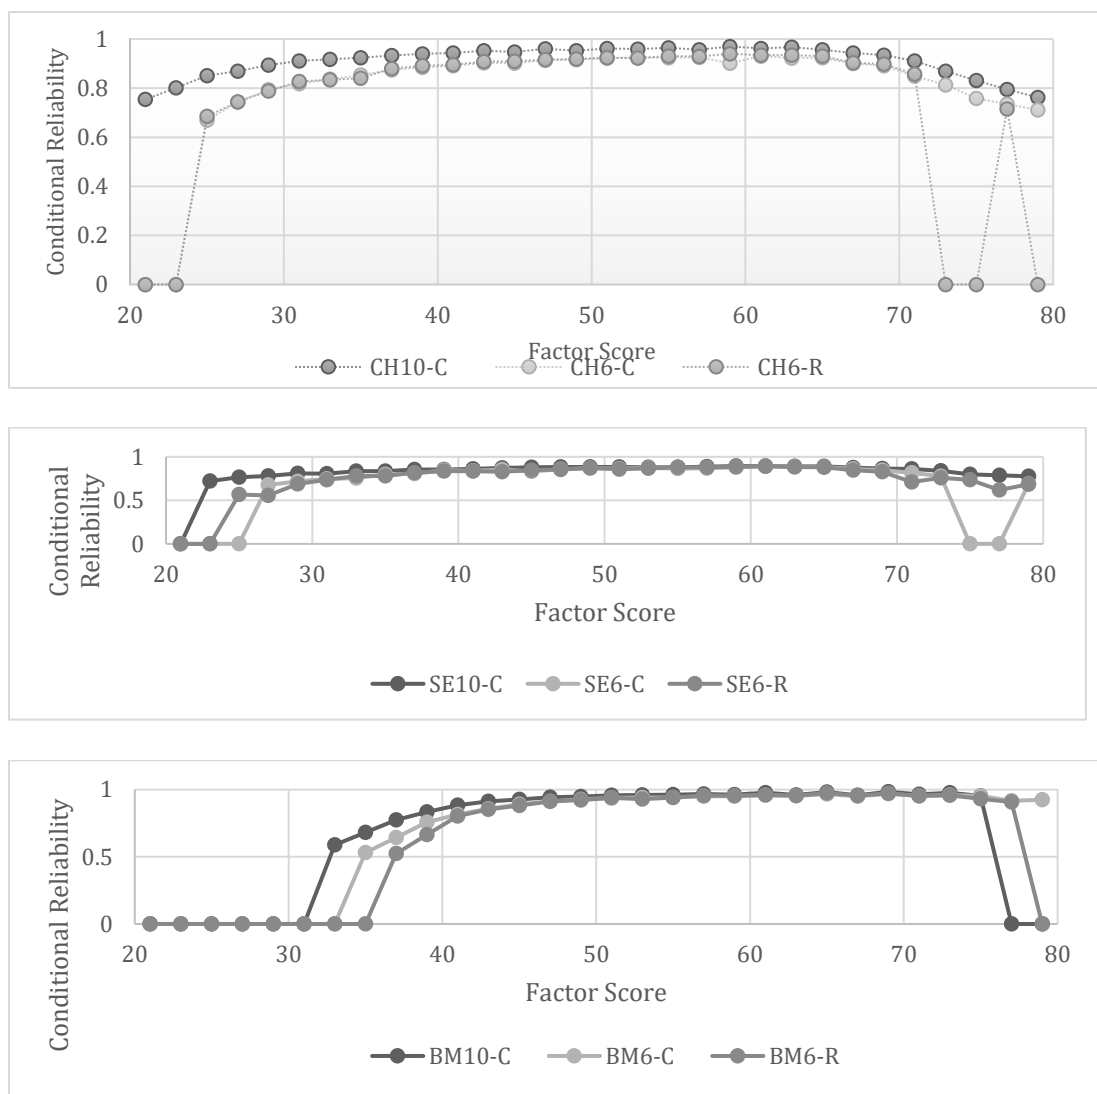 Conditional Reliability
1
0.8
0.6
0.4
0.2
0
20 30 40 50 60 70 80
Factor Score
CH10-C CH6-C CH6-R
Conditional
Reliability
1
0.5
0
20 30 40 50 60 70 80
Factor Score
SE10-C SE6-C SE6-R
Conditional Reliability
1
0.5
0
20 30 40 50 60 70 80
Factor Score
BM10-C BM6-C BM6-R